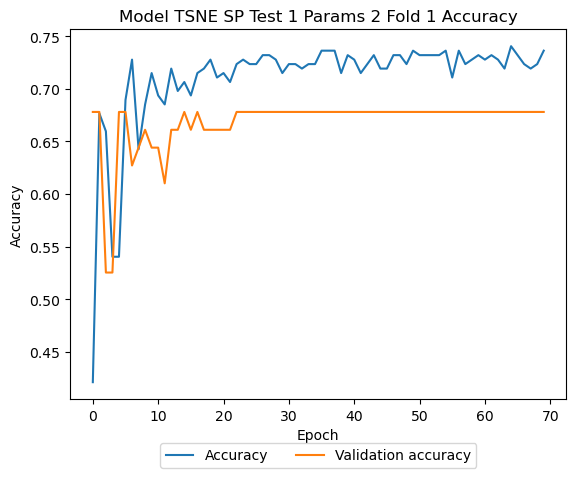 Model TSNE SP Test 1 Params 2 Fold 1 Accuracy
0.75
0.70
0.65
0.60
0.55
0.50
0.45
Accuracy
0 10 20 30 40 50 60 70
Epoch
Accuracy Validation accuracy